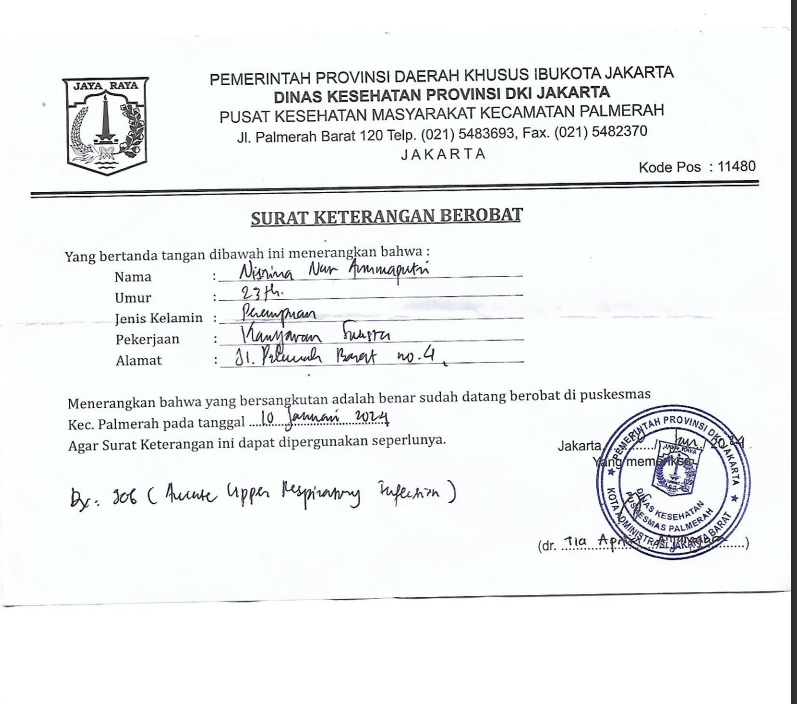 JAYA RAYA
PEMERINTAH PROVINSI DAERAH KHUSUS IBUKOTA JAKARTA
DINAS KESEHATAN PROVINSI DKI JAKARTA
PUSAT KESEHATAN MASYARAKAT KECAMATAN PALMERAH
Jl. Palmerah Barat 120 Telp. (021) 5483693, Fax. (021) 5482370
JAKARTA
Kode Pos : 11480
SURAT KETERANGAN BEROBAT
Yang bertanda tangan dibawah ini menerangkan bahwa :
Nama : Nisrina Nur
Umur : 23 th.
Jenis Kelamin : Perempuan
Pekerjaan : Karyawan Swasta
Alamat : Jl. Palmerah Barat no. 4
Menerangkan bahwa yang bersangkutan adalah benar sudah datang berobat di puskesmas
Kec. Palmerah pada tanggal 10 Januari 2024
Agar Surat Keterangan ini dapat dipergunakan seperlunya.
Jakarta, 10 / Jan / 2024
Yang memeriksa
PEMERINTAH PROVINSI DKI JAKARTA
JAYA RAYA
DINAS KESEHATAN
PUSKESMAS PALMERAH
KOTA ADMINISTRASI JAKARTA BARAT
Dx: J06 (Acute Upper Respiratory Infection)
(dr. Tia)